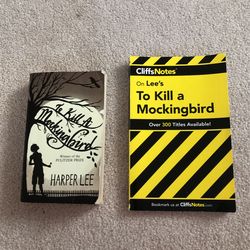 To Kill A
Mockingbird
Winner of the
PULITZER PRIZE
HARPER LEE
CliffsNotes
On Lee's
To Kill a
Mockingbird
Over 300 Titles Available!
Bookmark us at CliffsNotes.com